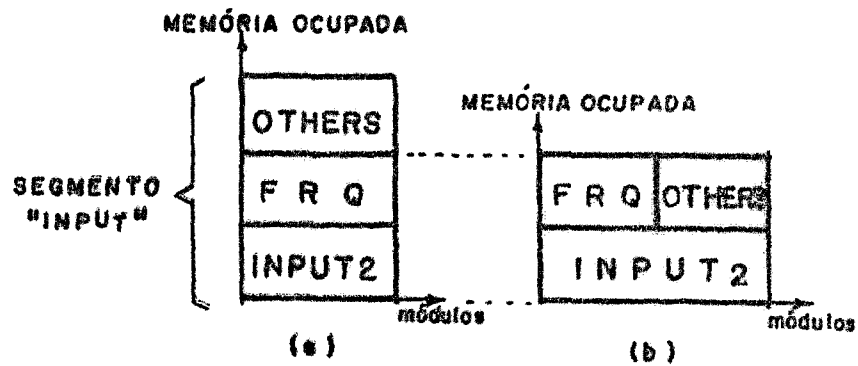 MEMÓRIA OCUPADA
OTHERS
F R Q
INPUT2
SEGMENTO
"INPUT"
módulos
(a)
MEMÓRIA OCUPADA
F R Q
OTHERS
I N P U T 2
módulos
(b)